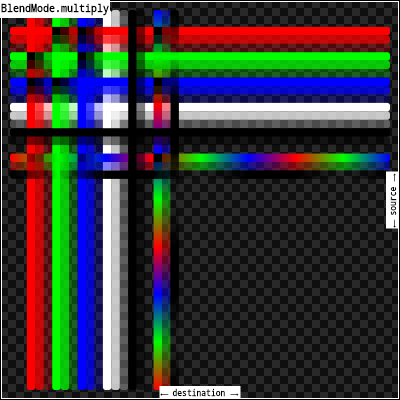 BlendMode.multiply
← source →
← destination →